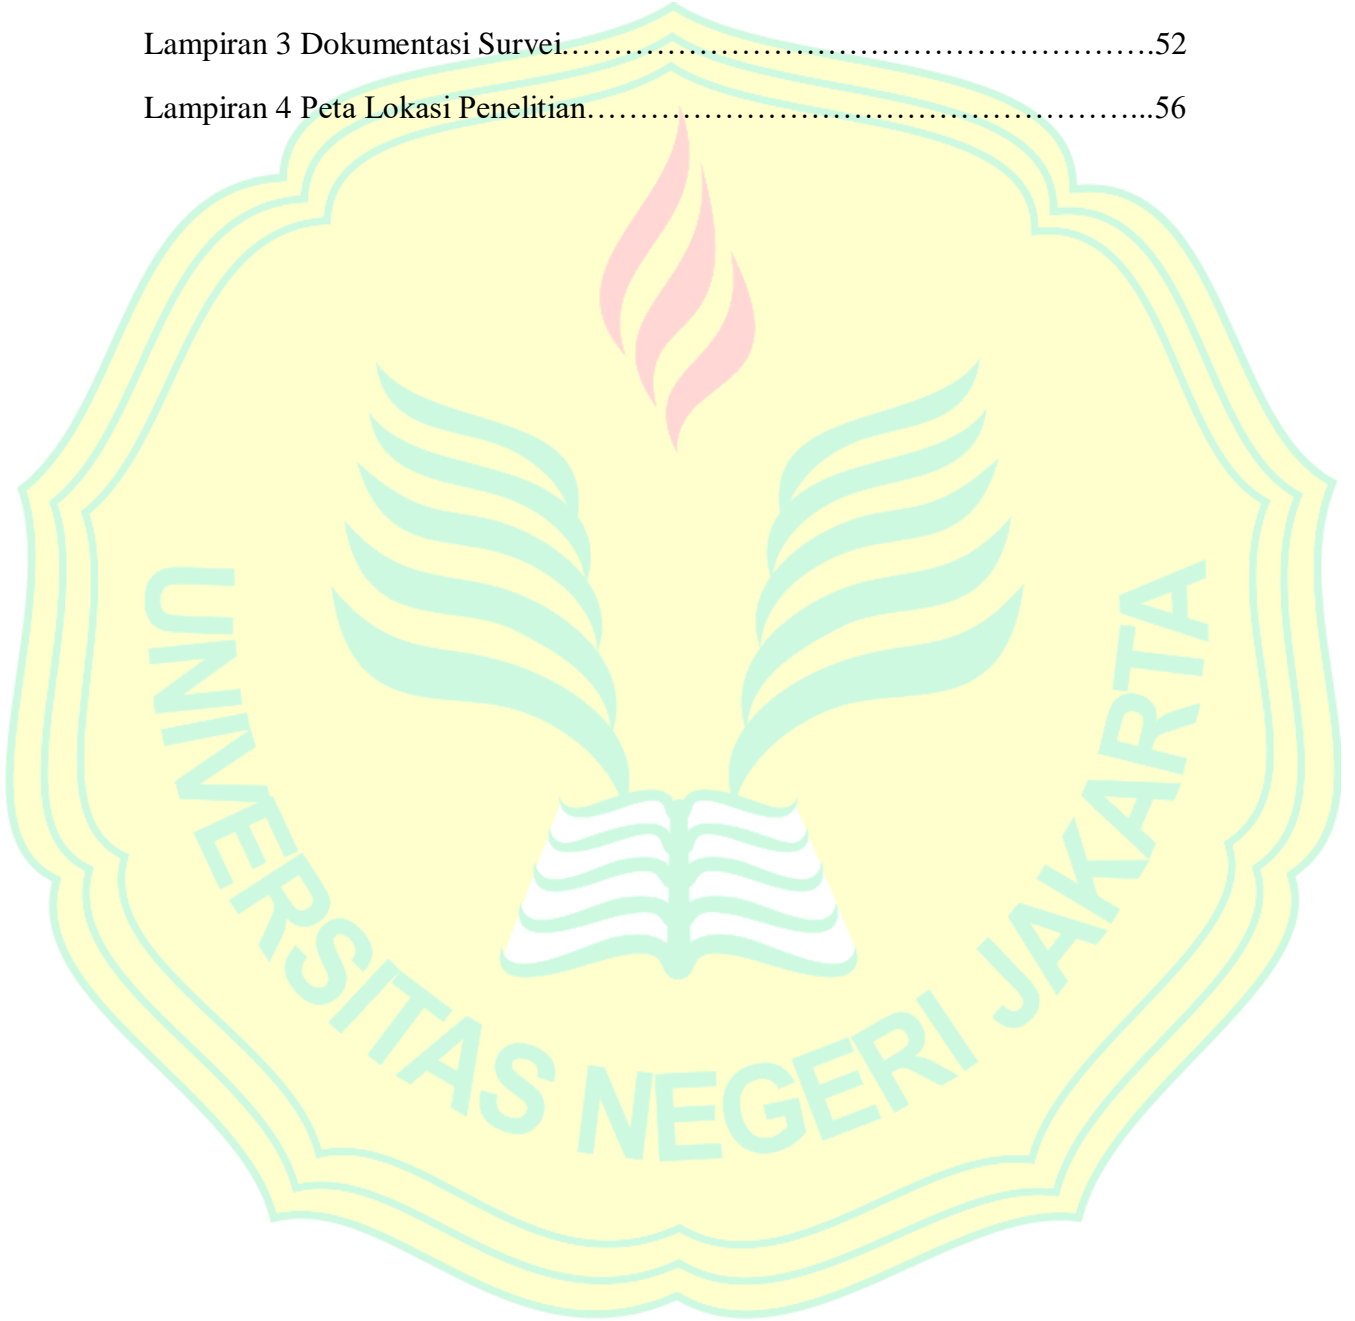 Lampiran 3 Dokumentasi Survei………………………………………………….52
Lampiran 4 Peta Lokasi Penelitian……………………………………………...56
UNIVERSITAS NEGERI JAKARTA